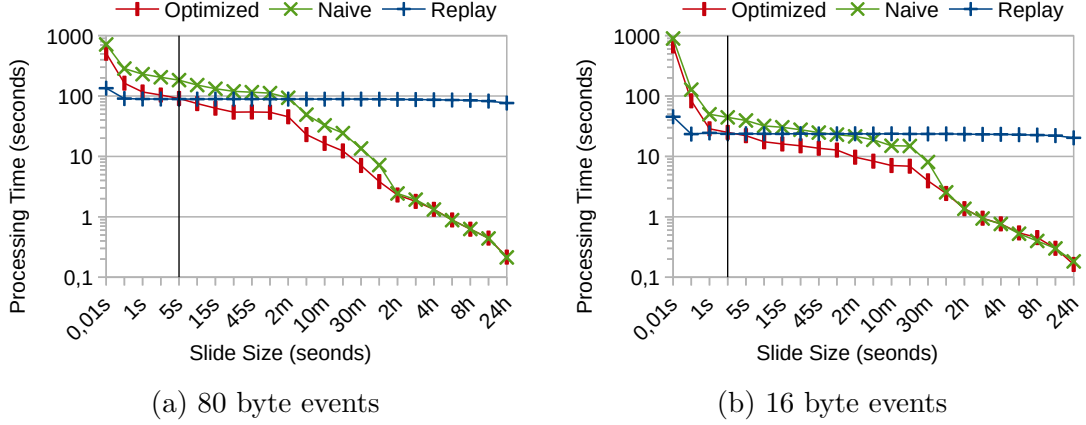 Optimized Naive Replay
Processing Time (seconds)
1000
100
10
1
0,1
0,01s 1s 5s 15s 45s 2m 10m 30m 2h 4h 8h 24h
Slide Size (seonds)
(a) 80 byte events
Optimized Naive Replay
Processing Time (seconds)
1000
100
10
1
0,1
0,01s 1s 5s 15s 45s 2m 10m 30m 2h 4h 8h 24h
Slide Size (seonds)
(b) 16 byte events